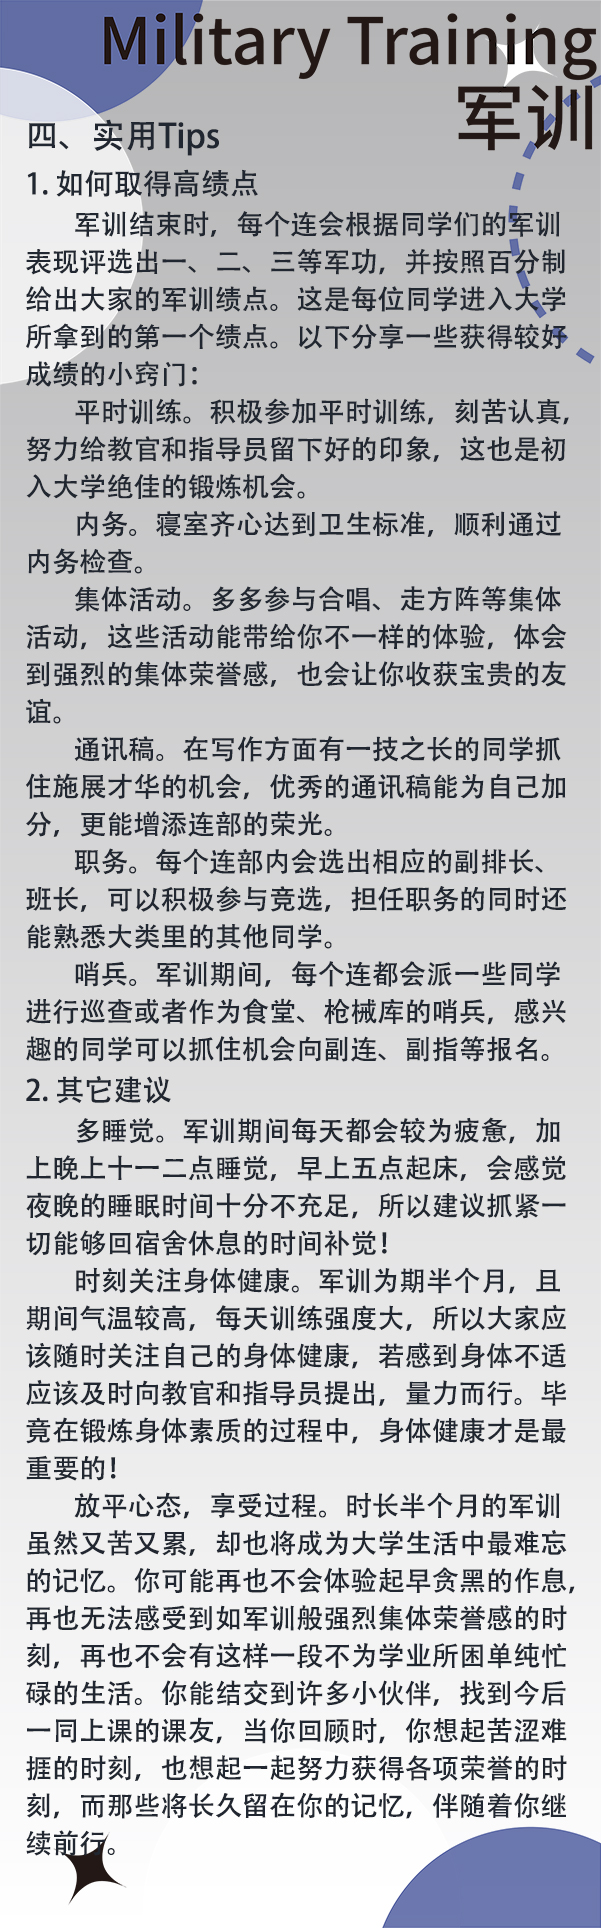 Military Training
军训
四、实用Tips
1. 如何取得高绩点
军训结束时，每个连会根据同学们的军训
表现评选出一、二、三等军功，并按照百分制
给出大家的军训绩点。这是每位同学进入大学
所拿到的第一个绩点。以下分享一些获得较好
成绩的小窍门：
平时训练。积极参加平时训练，刻苦认真，
努力给教官和指导员留下好的印象，这也是初
入大学绝佳的锻炼机会。
内务。寝室齐心达到卫生标准，顺利通过
内务检查。
集体活动。多多参与合唱、走方阵等集体
活动，这些活动能带给你不一样的体验，体会
到强烈的集体荣誉感，也会让你收获宝贵的友
谊。
通讯稿。在写作方面有一技之长的同学抓
住施展才华的机会，优秀的通讯稿能为自己加
分，更能增添连部的荣光。
职务。每个连部内会选出相应的副排长、
班长，可以积极参与竞选，担任职务的同时还
能熟悉大类里的其他同学。
哨兵。军训期间，每个连都会派一些同学
进行巡查或者作为食堂、枪械库的哨兵，感兴
趣的同学可以抓住机会向副连、副指等报名。
2. 其它建议
多睡觉。军训期间每天都会较为疲惫，加
上晚上十一二点睡觉，早上五点起床，会感觉
夜晚的睡眠时间十分不充足，所以建议抓紧一
切能够回宿舍休息的时间补觉！
时刻关注身体健康。军训为期半个月，且
期间气温较高，每天训练强度大，所以大家应
该随时关注自己的身体健康，若感到身体不适
应该及时向教官和指导员提出，量力而行。毕
竟在锻炼身体素质的过程中，身体健康才是最
重要的！
放平心态，享受过程。时长半个月的军训
虽然又苦又累，却也将成为大学生活中最难忘
的记忆。你可能再也不会体验起早贪黑的作息，
再也无法感受到如军训般强烈集体荣誉感的时
刻，再也不会有这样一段不为学业所困单纯忙
碌的生活。你能结交到许多小伙伴，找到今后
一同上课的课友，当你回顾时，你想起苦涩难
捱的时刻，也想起一起努力获得各项荣誉的时
刻，而那些将长久留在你的记忆，伴随着你继
续前行。